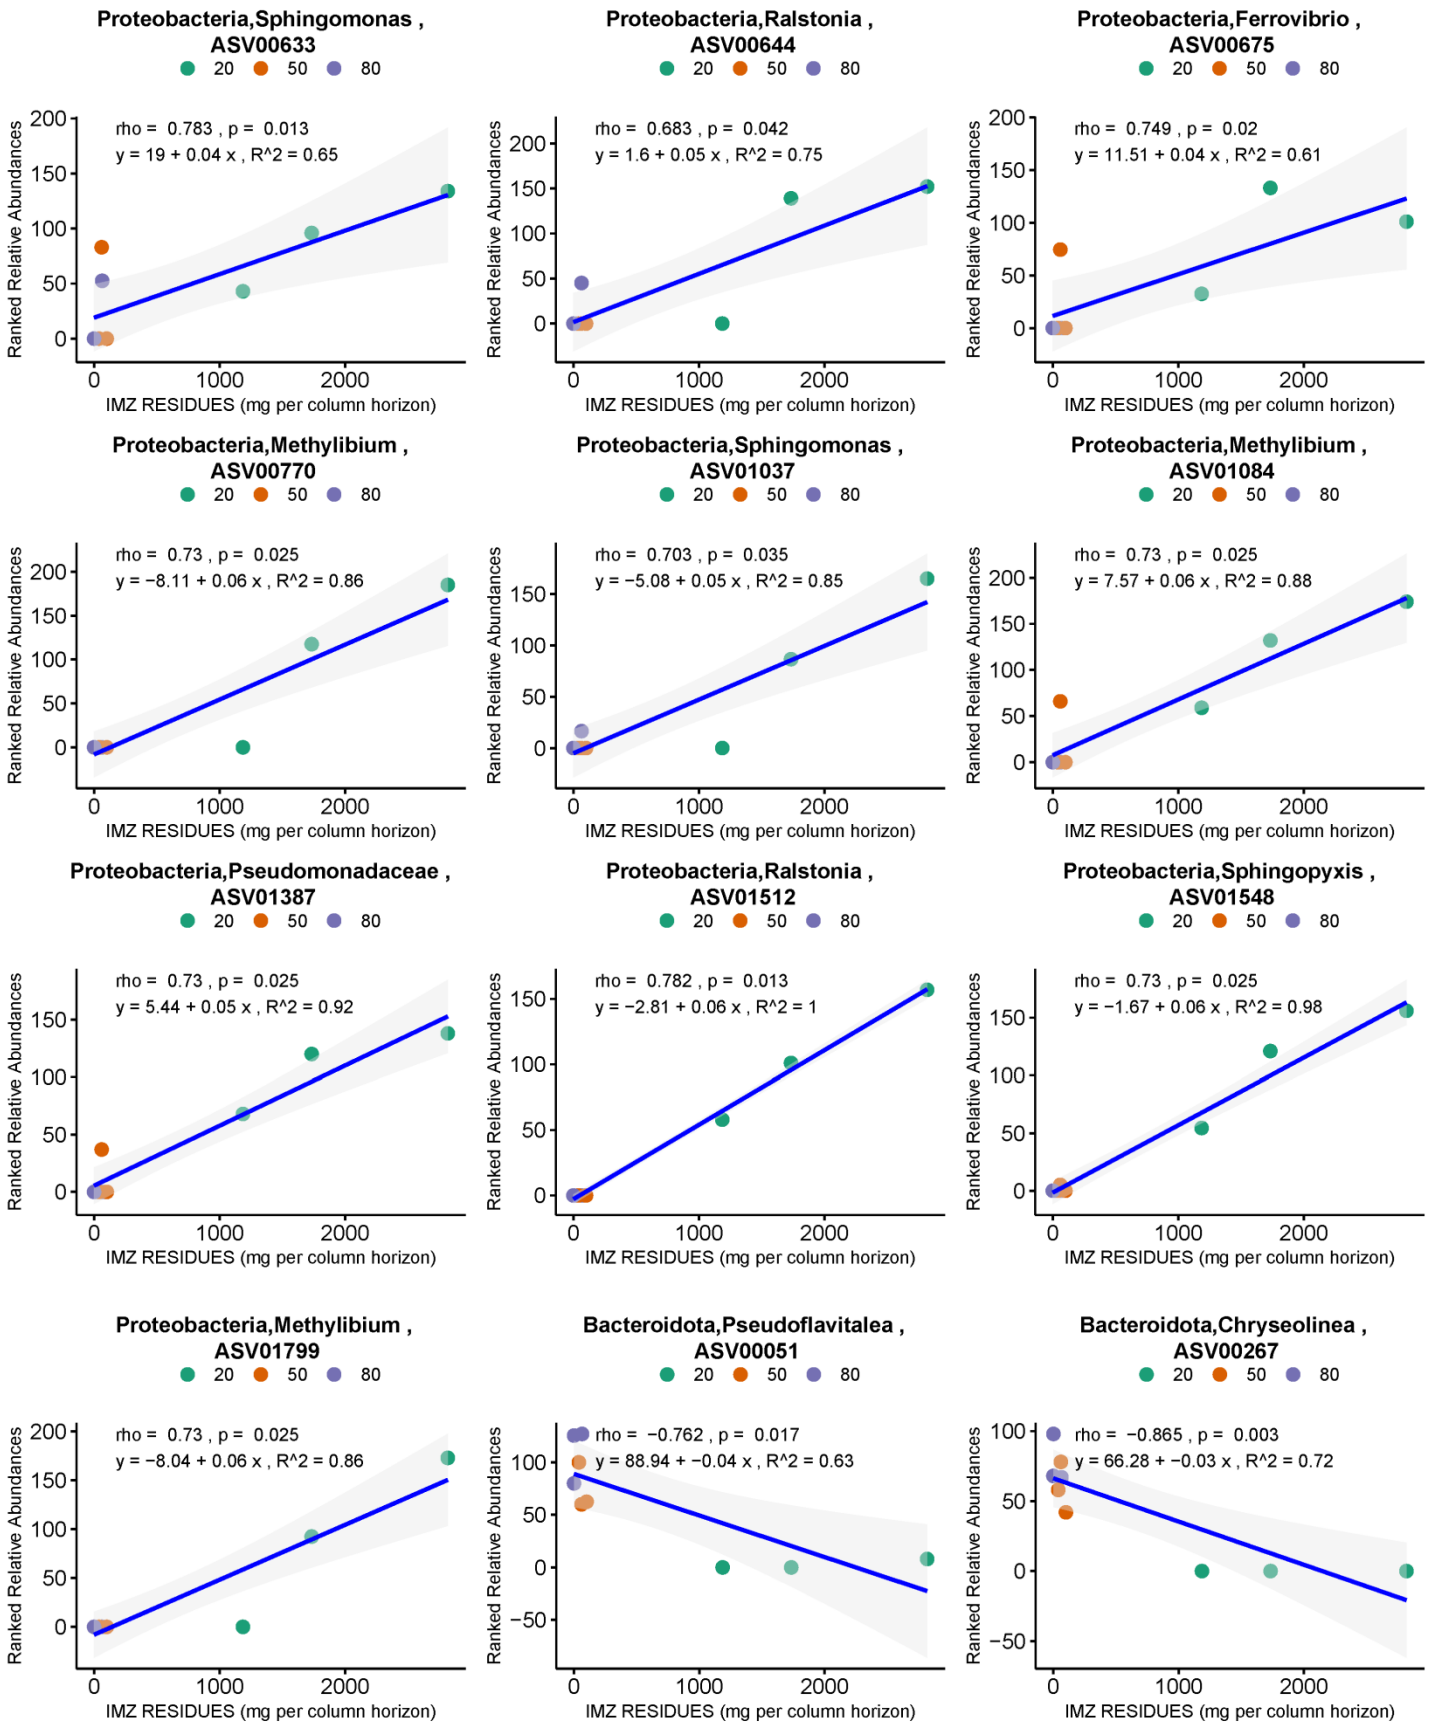 Proteobacteria,Sphingomonas ,
ASV00633
20 50 80
rho = 0.783 , p = 0.013
y = 19 + 0.04 x , R^2 = 0.65
Ranked Relative Abundances
200
150
100
50
0
0 1000 2000
IMZ RESIDUES (mg per column horizon)
Proteobacteria,Ralstonia ,
ASV00644
20 50 80
rho = 0.683 , p = 0.042
y = 1.6 + 0.05 x , R^2 = 0.75
Ranked Relative Abundances
200
150
100
50
0
0 1000 2000
IMZ RESIDUES (mg per column horizon)
Proteobacteria,Ferrovibrio ,
ASV00675
20 50 80
rho = 0.749 , p = 0.02
y = 11.51 + 0.04 x , R^2 = 0.61
Ranked Relative Abundances
200
150
100
50
0
0 1000 2000
IMZ RESIDUES (mg per column horizon)
Proteobacteria,Methylibium ,
ASV00770
20 50 80
rho = 0.73 , p = 0.025
y = −8.11 + 0.06 x , R^2 = 0.86
Ranked Relative Abundances
200
150
100
50
0
0 1000 2000
IMZ RESIDUES (mg per column horizon)
Proteobacteria,Sphingomonas ,
ASV01037
20 50 80
rho = 0.703 , p = 0.035
y = −5.08 + 0.05 x , R^2 = 0.85
Ranked Relative Abundances
150
100
50
0
0 1000 2000
IMZ RESIDUES (mg per column horizon)
Proteobacteria,Methylibium ,
ASV01084
20 50 80
rho = 0.73 , p = 0.025
y = 7.57 + 0.06 x , R^2 = 0.88
Ranked Relative Abundances
200
150
100
50
0
0 1000 2000
IMZ RESIDUES (mg per column horizon)
Proteobacteria,Pseudomonadaceae ,
ASV01387
20 50 80
rho = 0.73 , p = 0.025
y = 5.44 + 0.05 x , R^2 = 0.92
Ranked Relative Abundances
150
100
50
0
0 1000 2000
IMZ RESIDUES (mg per column horizon)
Proteobacteria,Ralstonia ,
ASV01512
20 50 80
rho = 0.782 , p = 0.013
y = −2.81 + 0.06 x , R^2 = 1
Ranked Relative Abundances
150
100
50
0
0 1000 2000
IMZ RESIDUES (mg per column horizon)
Proteobacteria,Sphingopyxis ,
ASV01548
20 50 80
rho = 0.73 , p = 0.025
y = −1.67 + 0.06 x , R^2 = 0.98
Ranked Relative Abundances
150
100
50
0
0 1000 2000
IMZ RESIDUES (mg per column horizon)
Proteobacteria,Methylibium ,
ASV01799
20 50 80
rho = 0.73 , p = 0.025
y = −8.04 + 0.06 x , R^2 = 0.86
Ranked Relative Abundances
200
150
100
50
0
0 1000 2000
IMZ RESIDUES (mg per column horizon)
Bacteroidota,Pseudoflavitalea ,
ASV00051
20 50 80
rho = −0.762 , p = 0.017
y = 88.94 + −0.04 x , R^2 = 0.63
Ranked Relative Abundances
100
50
0
−50
0 1000 2000
IMZ RESIDUES (mg per column horizon)
Bacteroidota,Chryseolinea ,
ASV00267
20 50 80
rho = −0.865 , p = 0.003
y = 66.28 + −0.03 x , R^2 = 0.72
Ranked Relative Abundances
100
50
0
−50
0 1000 2000
IMZ RESIDUES (mg per column horizon)